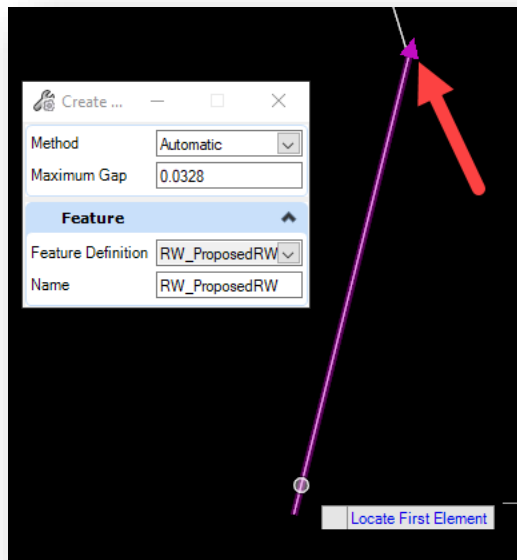 Create ...
Method Automatic
Maximum Gap 0.0328
Feature
Feature Definition RW_ProposedRW
Name RW_ProposedRW
Locate First Element